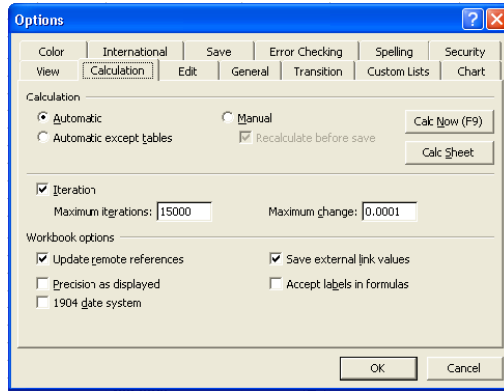 Options
Color International Save Error Checking Spelling Security
View Calculation Edit General Transition Custom Lists Chart
Calculation
Automatic Manual Calc Now (F9)
Automatic except tables Recalculate before save
Calc Sheet
Iteration
Maximum iterations: 15000 Maximum change: 0.0001
Workbook options
Update remote references Save external link values
Precision as displayed Accept labels in formulas
1904 date system
OK Cancel